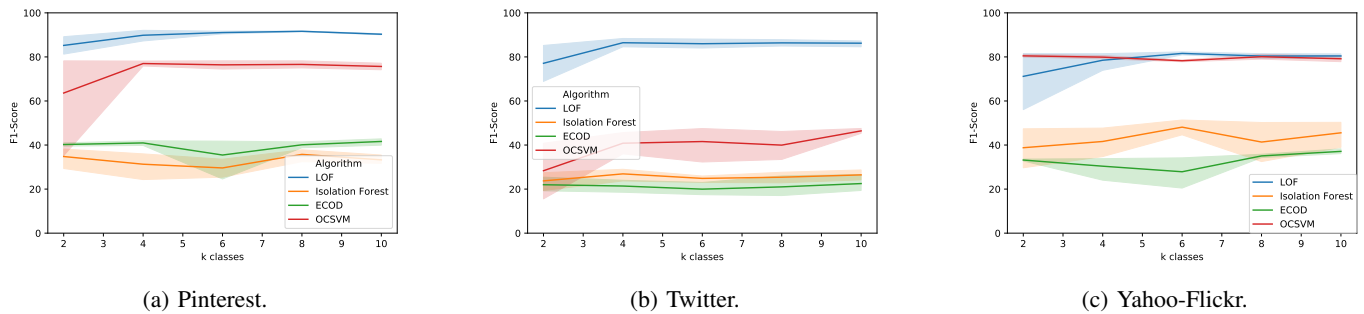 100
80
60
40
20
0
F1-Score
2 3 4 5 6 7 8 9 10
k classes
Algorithm
LOF
Isolation Forest
ECOD
OCSVM
(a) Pinterest.
100
80
60
40
20
0
F1-Score
2 3 4 5 6 7 8 9 10
k classes
Algorithm
LOF
Isolation Forest
ECOD
OCSVM
(b) Twitter.
100
80
60
40
20
0
F1-Score
2 3 4 5 6 7 8 9 10
k classes
LOF
Isolation Forest
ECOD
OCSVM
(c) Yahoo-Flickr.